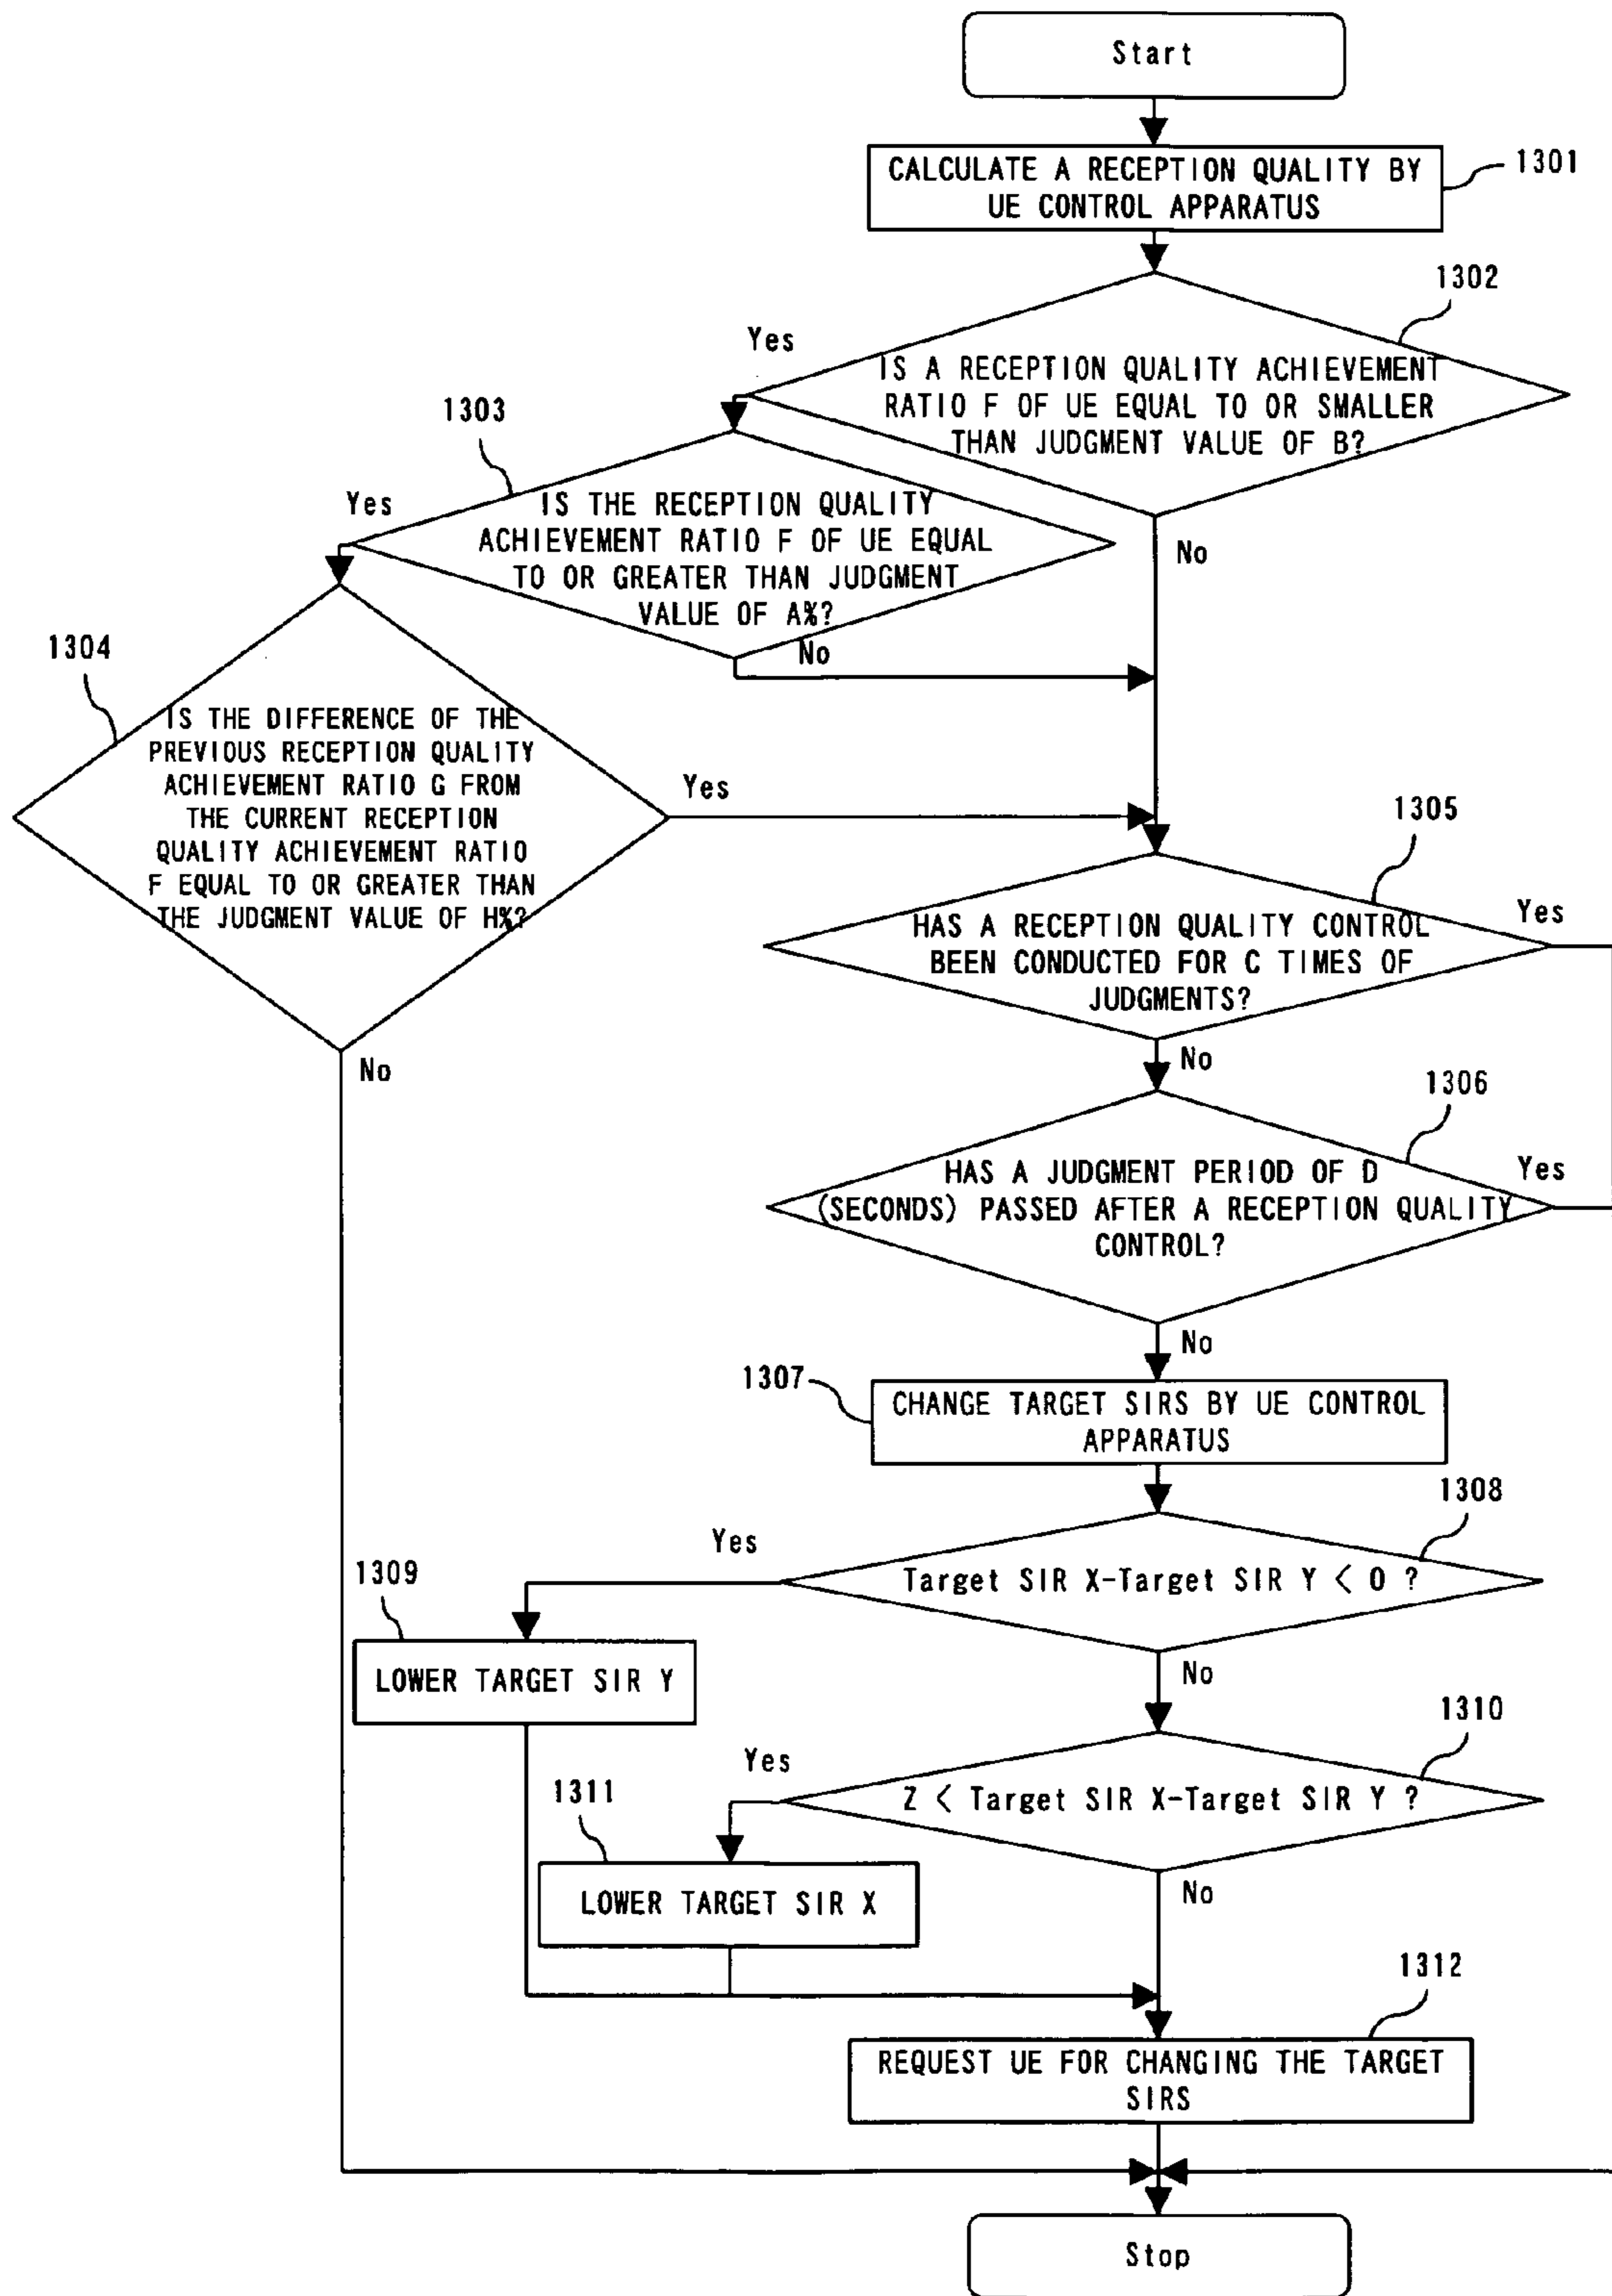 Start
CALCULATE A RECEPTION QUALITY BY
UE CONTROL APPARATUS
1301
1302
Yes
IS A RECEPTION QUALITY ACHIEVEMENT
RATIO F OF UE EQUAL TO OR SMALLER
THAN JUDGMENT VALUE OF B?
No
1303
Yes
IS THE RECEPTION QUALITY
ACHIEVEMENT RATIO F OF UE EQUAL
TO OR GREATER THAN JUDGMENT
VALUE OF A%?
No
1304
IS THE DIFFERENCE OF THE
PREVIOUS RECEPTION QUALITY
ACHIEVEMENT RATIO G FROM
THE CURRENT RECEPTION
QUALITY ACHIEVEMENT RATIO
F EQUAL TO OR GREATER THAN
THE JUDGMENT VALUE OF H%?
Yes
No
1305
HAS A RECEPTION QUALITY CONTROL
BEEN CONDUCTED FOR C TIMES OF
JUDGMENTS?
Yes
No
1306
HAS A JUDGMENT PERIOD OF D
(SECONDS) PASSED AFTER A RECEPTION QUALITY
CONTROL?
Yes
No
1307
CHANGE TARGET SIRS BY UE CONTROL
APPARATUS
1308
Yes
Target SIR X-Target SIR Y < 0 ?
No
1309
LOWER TARGET SIR Y
1310
Yes
Z < Target SIR X-Target SIR Y ?
No
1311
LOWER TARGET SIR X
1312
REQUEST UE FOR CHANGING THE TARGET
SIRS
Stop